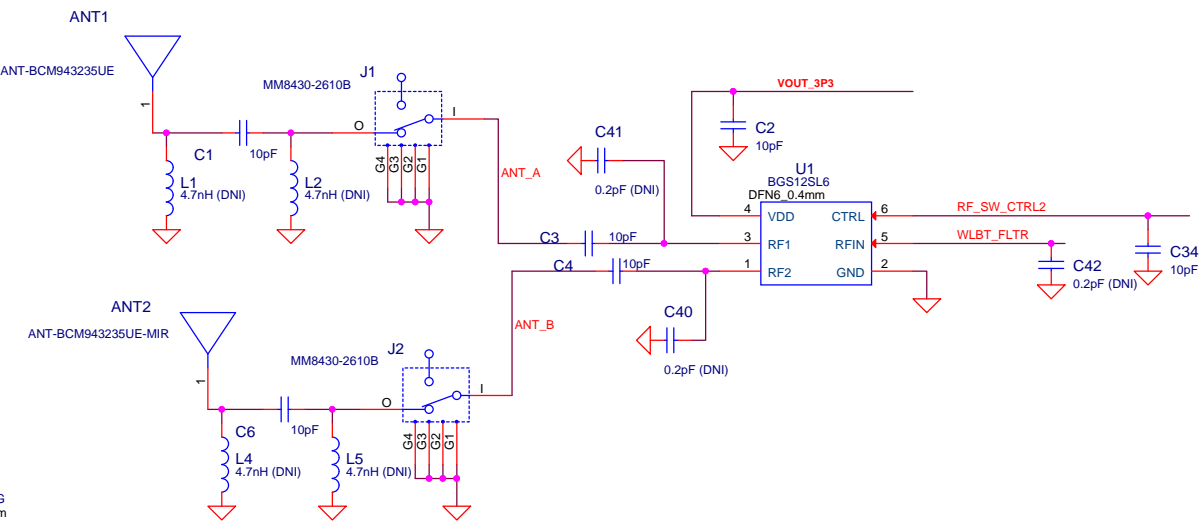 ANT1
ANT-BCM943235UE
1
C1
10pF
L1
4.7nH (DNI)
L2
4.7nH (DNI)
MM8430-2610B
J1
O
I
G4
G3
G2
G1
ANT_A
C41
0.2pF (DNI)
C3
10pF
C4
10pF
VOUT_3P3
C2
10pF
U1
BGS12SL6
DFN6_0.4mm
4
VDD
CTRL
6
3
RF1
RFIN
5
1
RF2
GND
2
RF_SW_CTRL2
WLBT_FLTR
C34
10pF
C42
0.2pF (DNI)
ANT2
ANT-BCM943235UE-MIR
1
C6
10pF
L4
4.7nH (DNI)
L5
4.7nH (DNI)
MM8430-2610B
J2
O
I
G4
G3
G2
G1
ANT_B
C40
0.2pF (DNI)
G
m